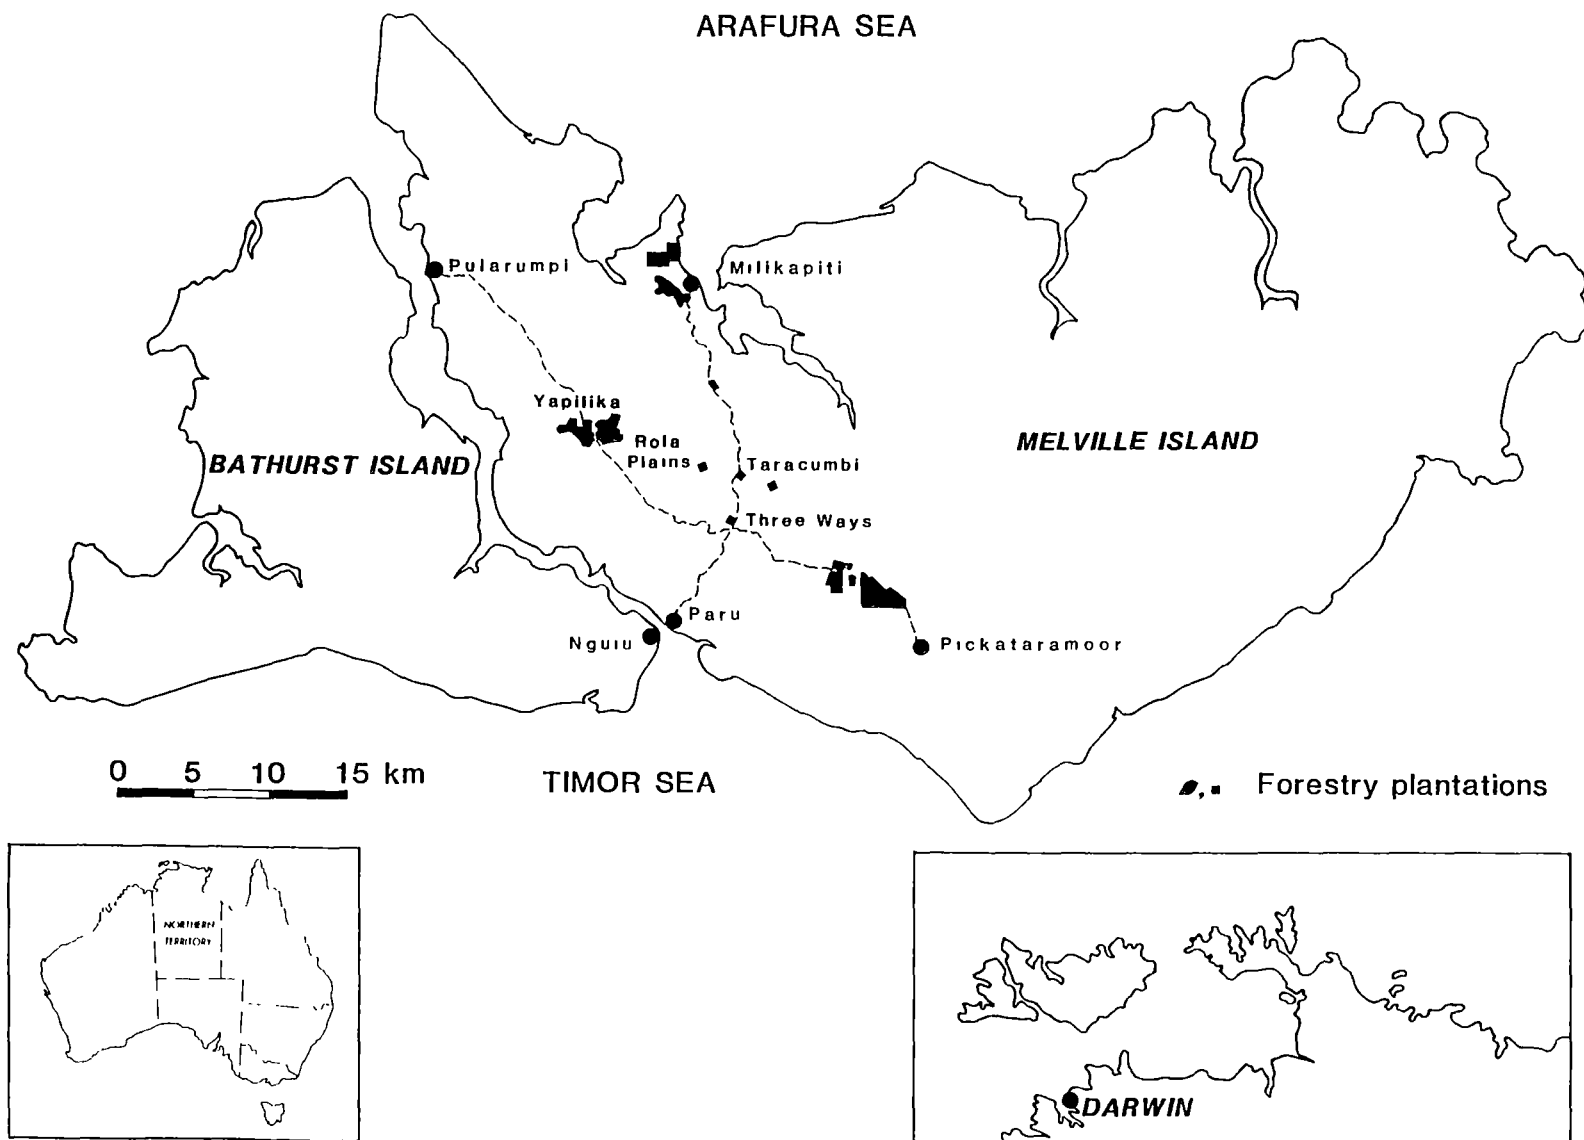 ARAFURA SEA
Pularumpi
Milikapiti
Yapilika
Rola
Plains
BATHURST ISLAND
MELVILLE ISLAND
Taracumbi
Three Ways
Paru
Nguiu
Pickataramoor
0 5 10 15 km
TIMOR SEA
Forestry plantations
NORTHERN
TERRITORY
DARWIN